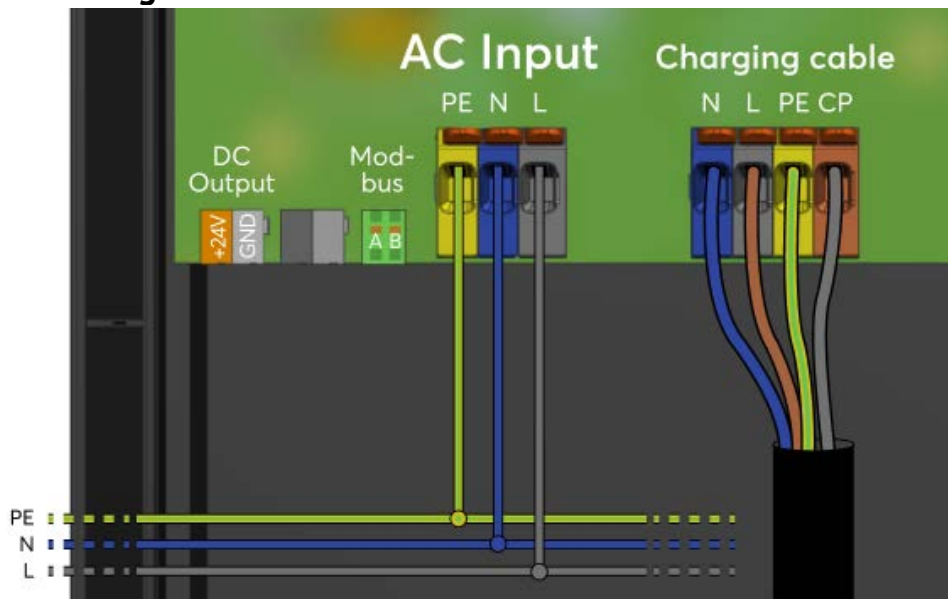 AC Input
Charging cable
PE N L
N L PE CP
DC
Output
Mod-
bus
+24V
GND
A B
PE
N
L